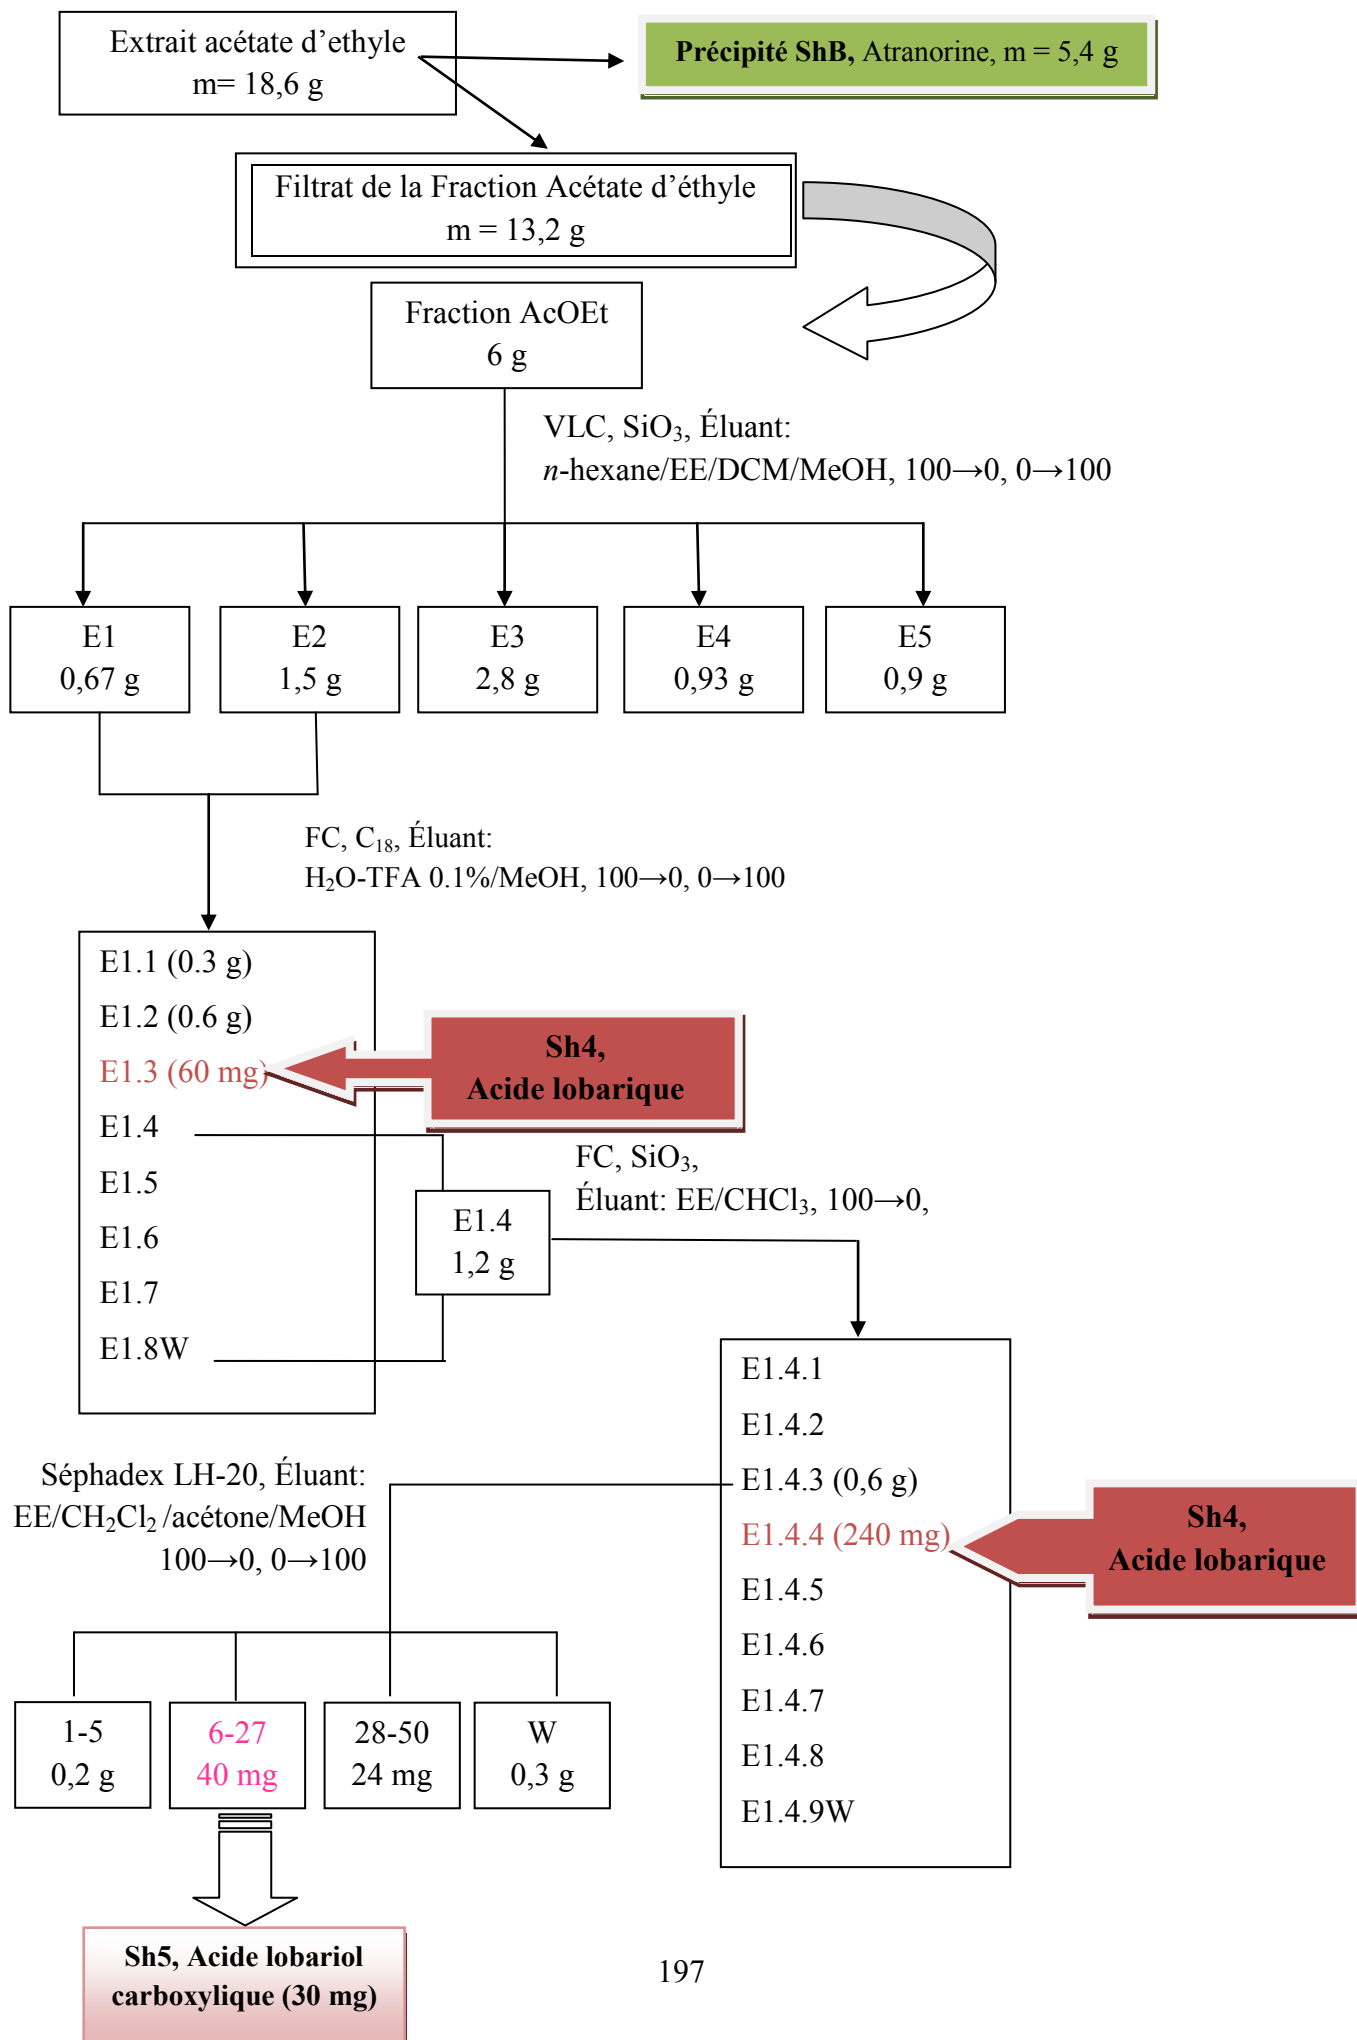 Extrait acétate d’ethyle
m= 18,6 g
Précipité ShB, Atranorine, m = 5,4 g
Filtrat de la Fraction Acétate d’éthyle
m = 13,2 g
Fraction AcOEt
6 g
VLC, SiO₃, Éluant:
n-hexane/EE/DCM/MeOH, 100→0, 0→100
E1
0,67 g
E2
1,5 g
E3
2,8 g
E4
0,93 g
E5
0,9 g
FC, C₁₈, Éluant:
H₂O-TFA 0.1%/MeOH, 100→0, 0→100
E1.1 (0.3 g)
E1.2 (0.6 g)
E1.3 (60 mg)
E1.4
E1.5
E1.6
E1.7
E1.8W
Sh4,
Acide lobarique
E1.4
1,2 g
FC, SiO₃,
Éluant: EE/CHCl₃, 100→0,
E1.4.1
E1.4.2
E1.4.3 (0,6 g)
E1.4.4 (240 mg)
E1.4.5
E1.4.6
E1.4.7
E1.4.8
E1.4.9W
Sh4,
Acide lobarique
Séphadex LH-20, Éluant:
EE/CH₂Cl₂ /acétone/MeOH
100→0, 0→100
1-5
0,2 g
6-27
40 mg
28-50
24 mg
W
0,3 g
Sh5, Acide lobariol
carboxylique (30 mg)
197